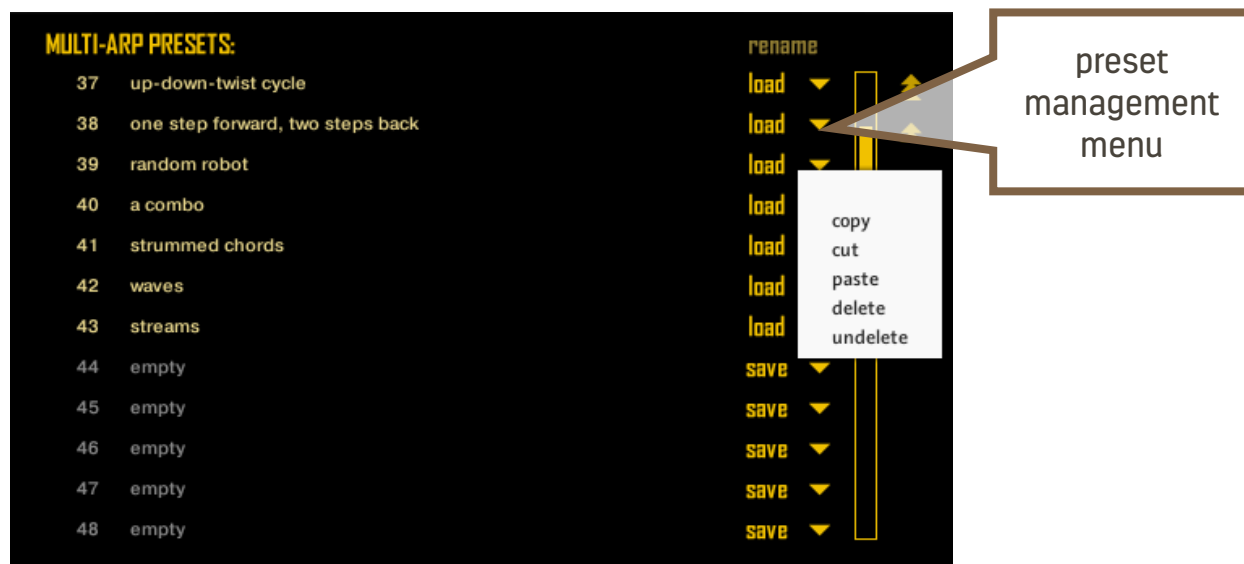 MULTI-ARP PRESETS: rename
37 up-down-twist cycle load
38 one step forward, two steps back load
39 random robot load
40 a combo load
41 strummed chords load
42 waves load
43 streams load
44 empty save
45 empty save
46 empty save
47 empty save
48 empty save
copy
cut
paste
delete
undelete
preset
management
menu